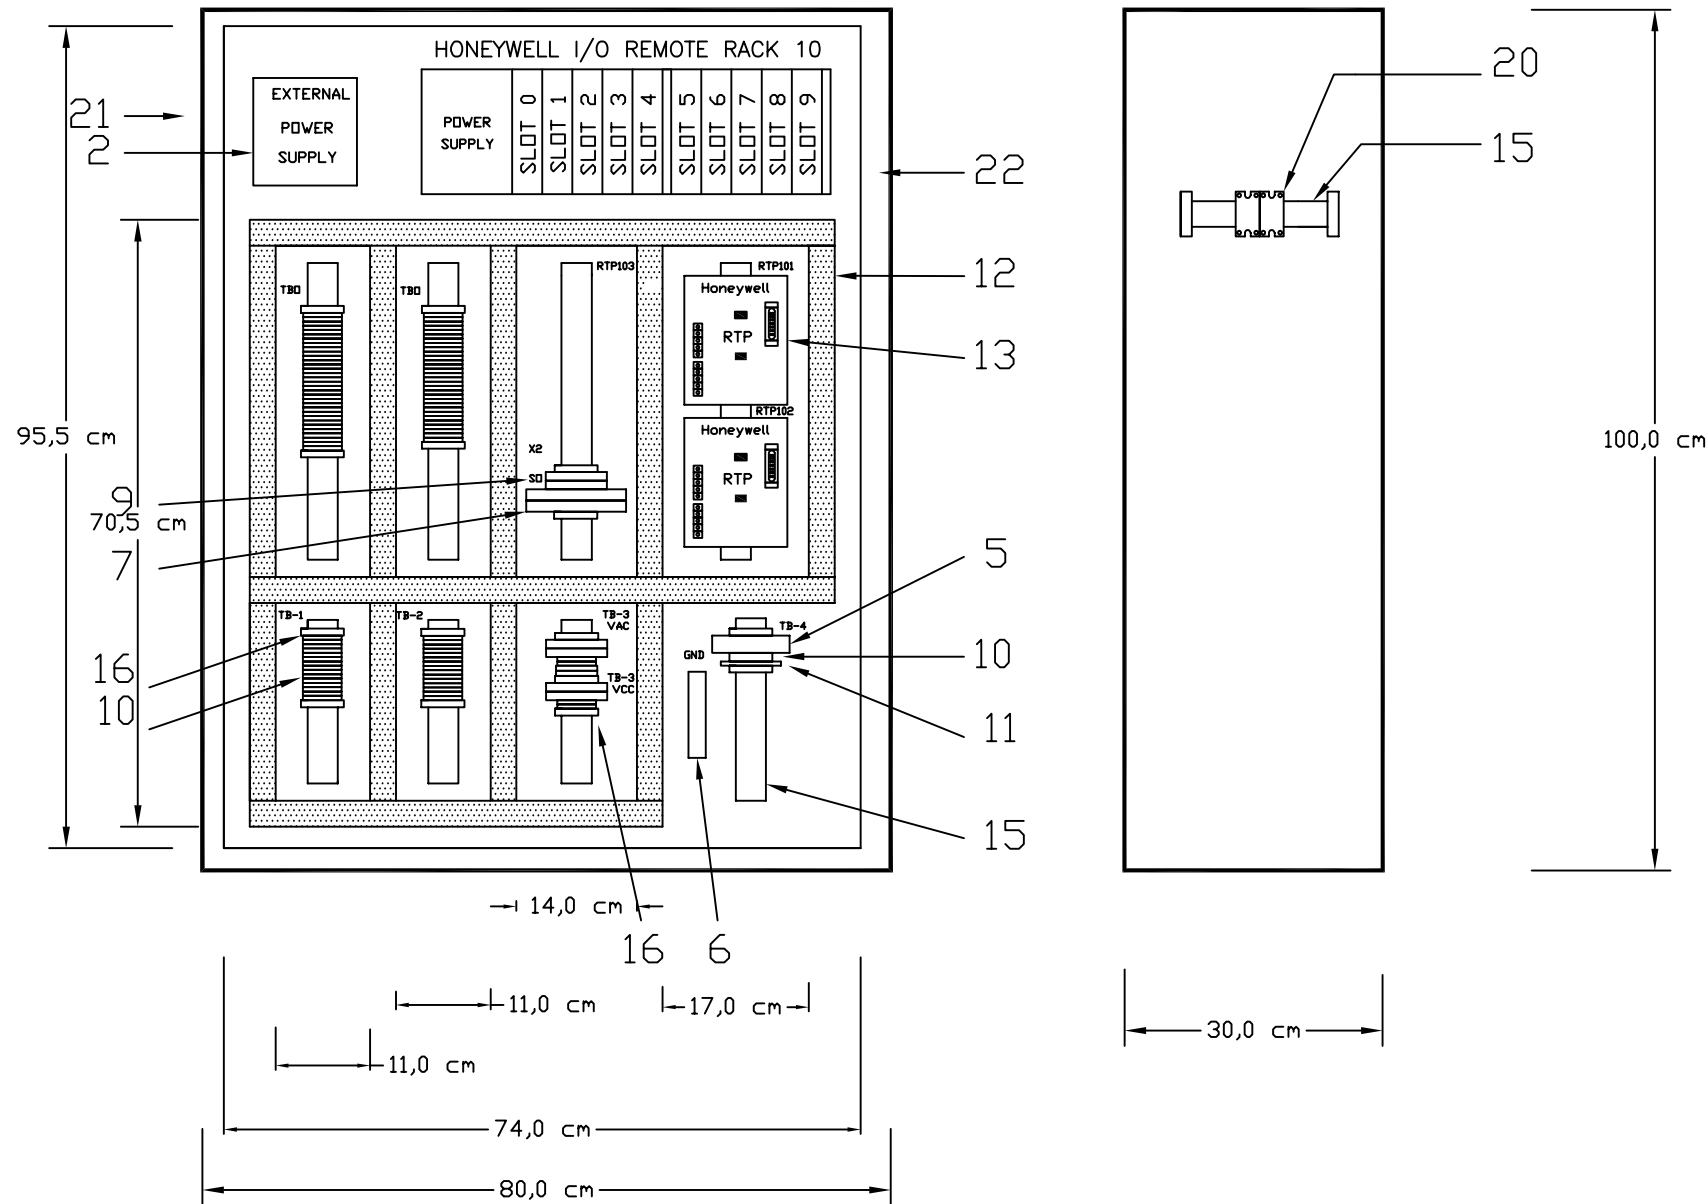 HONEYWELL I/O REMOTE RACK 10
EXTERNAL
POWER
SUPPLY
POWER
SUPPLY
SLOT 0
SLOT 1
SLOT 2
SLOT 3
SLOT 4
SLOT 5
SLOT 6
SLOT 7
SLOT 8
SLOT 9
21
2
22
20
15
12
13
TBO
TBO
RTP103
RTP101
Honeywell
RTP
RTP102
Honeywell
RTP
X2
SO
95,5 cm
100,0 cm
9
70,5 cm
7
5
TB-1
TB-2
TB-3
VAC
TB-3
VCC
TB-4
GND
16
10
10
11
15
14,0 cm
16
6
11,0 cm
17,0 cm
30,0 cm
11,0 cm
74,0 cm
80,0 cm